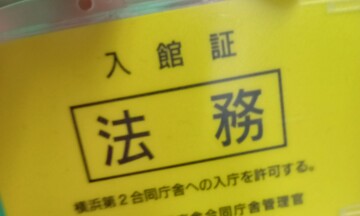 入館証
法務
横浜第2合同庁舎への入庁を許可する。
合同庁舎管理官